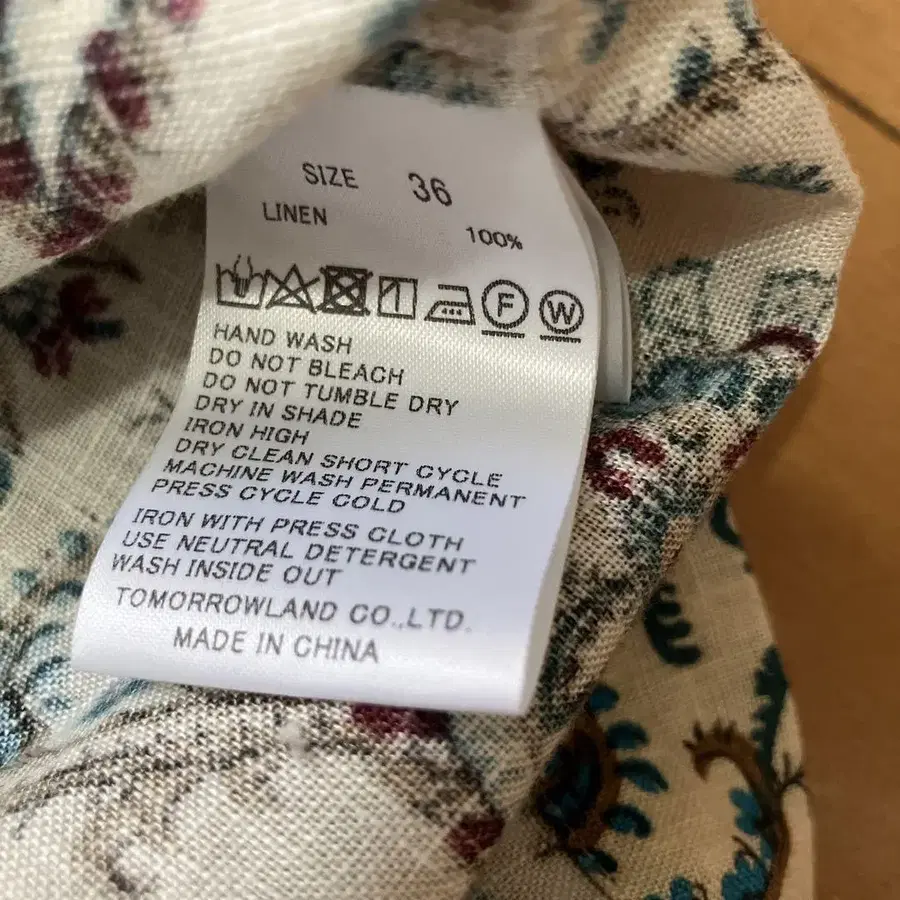 SIZE 36
LINEN 100%
F W
HAND WASH
DO NOT BLEACH
DO NOT TUMBLE DRY
DRY IN SHADE
IRON HIGH
DRY CLEAN SHORT CYCLE
MACHINE WASH PERMANENT
PRESS CYCLE COLD
IRON WITH PRESS CLOTH
USE NEUTRAL DETERGENT
WASH INSIDE OUT
TOMORROWLAND CO.,LTD.
MADE IN CHINA